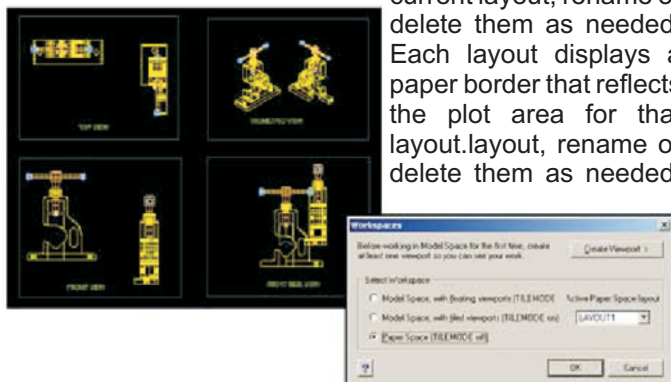 current layout, rename o
delete them as needed
Each layout displays a
paper border that reflects
the plot area for tha
layout.layout, rename o
delete them as needed
TOP VIEW
ISOMETRIC VIEW
FRONT VIEW
RIGHT SIDE VIEW
Workspaces
Before working in Model Space for the first time, create
at least one viewport so you can see your work.
Create Viewport >
Select Workspace
Model Space, with floating viewports (TILEMODE
Active Paper Space layout
Model Space, with tiled viewports (TILEMODE on)
LAYOUT1
Paper Space (TILEMODE off)
?
OK
Cancel